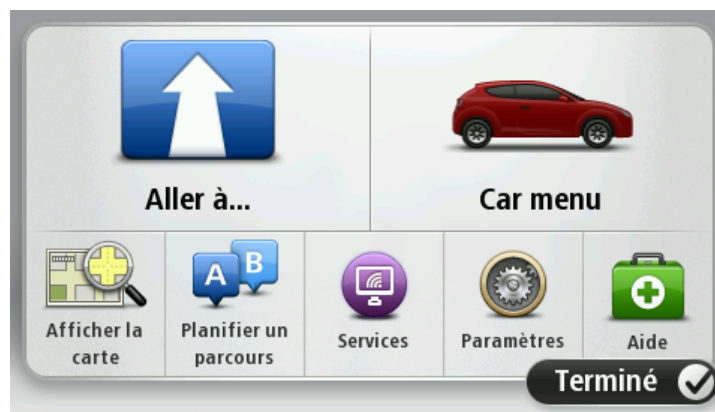 Aller à...
Car menu
A B
Afficher la
carte
Planifier un
parcours
Services
Paramètres
Aide
Terminé